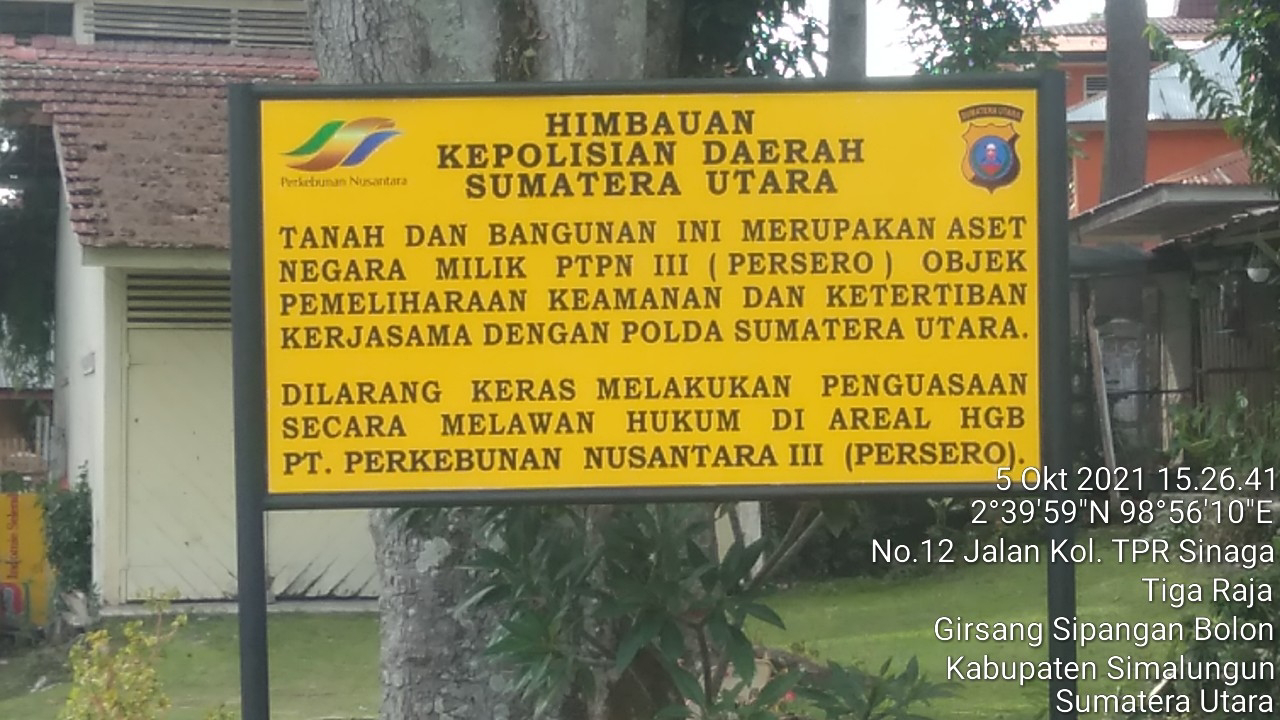 HIMBAUAN
KEPOLISIAN DAERAH
SUMATERA UTARA
Perkebunan Nusantara
SUMATERA UTARA
TANAH DAN BANGUNAN INI MERUPAKAN ASET
NEGARA MILIK PTPN III ( PERSERO ) OBJEK
PEMELIHARAAN KEAMANAN DAN KETERTIBAN
KERJASAMA DENGAN POLDA SUMATERA UTARA.
DILARANG KERAS MELAKUKAN PENGUASAAN
SECARA MELAWAN HUKUM DI AREAL HGB
PT. PERKEBUNAN NUSANTARA III (PERSERO).
5 Okt 2021 15.26.41
2°39'59"N 98°56'10"E
No.12 Jalan Kol. TPR Sinaga
Tiga Raja
Girsang Sipangan Bolon
Kabupaten Simalungun
Sumatera Utara